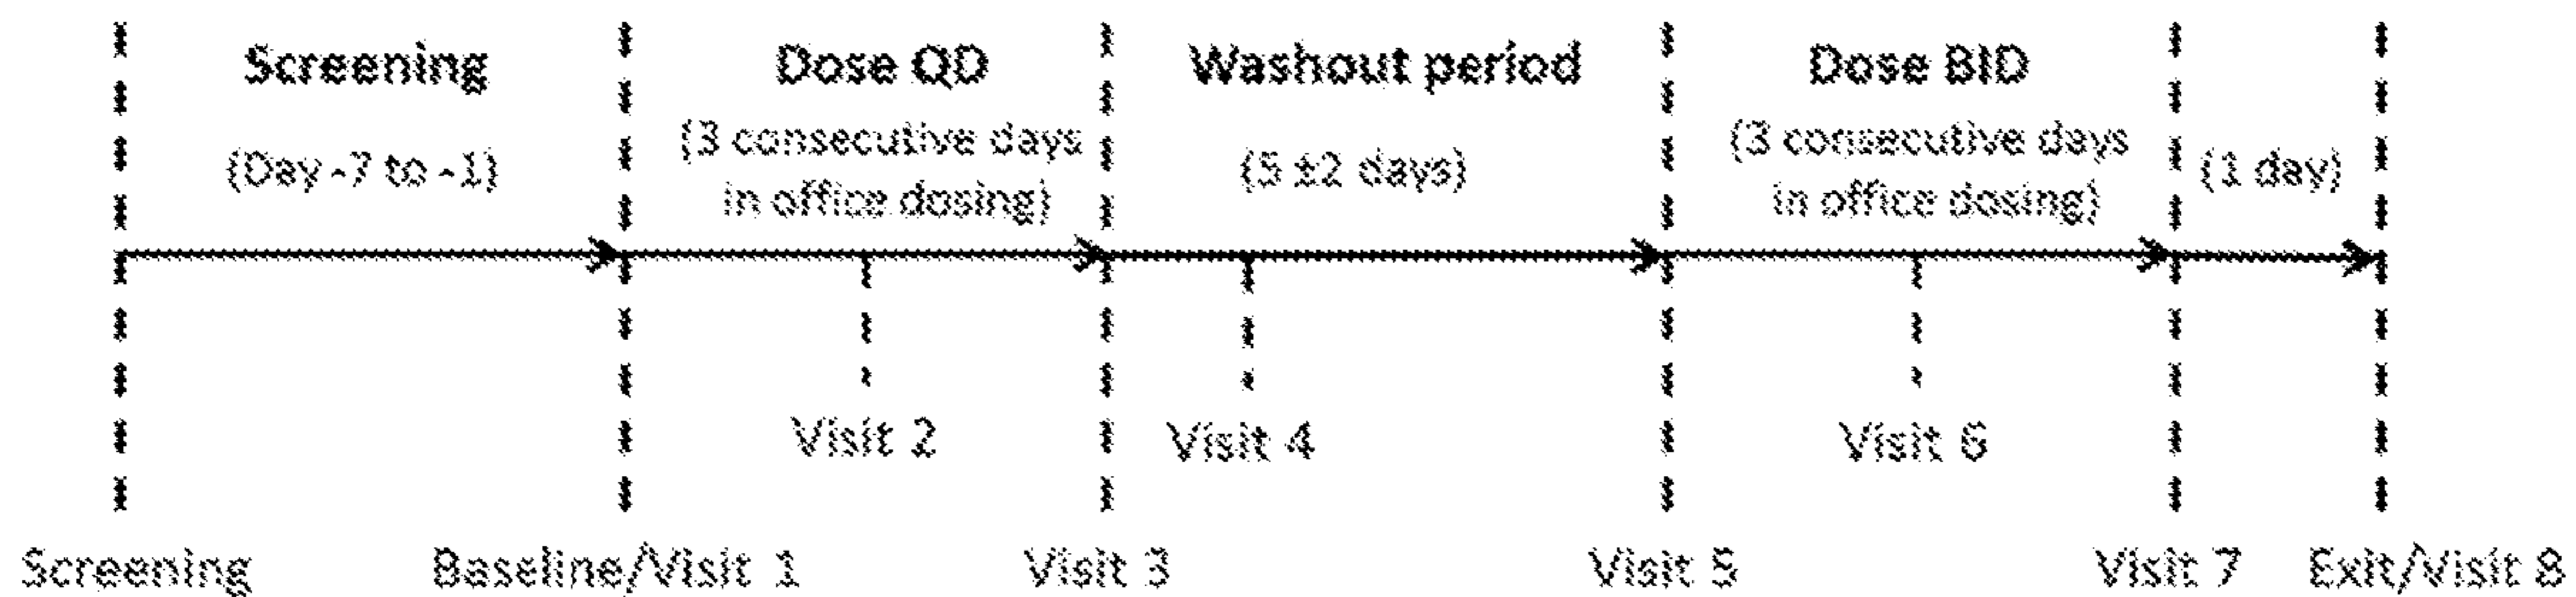 Screening
Dose QD
Washout period
Dose BID
(Day -7 to -1)
(3 consecutive days
in office dosing)
(5 ±2 days)
(3 consecutive days
in office dosing)
(1 day)
Visit 2
Visit 4
Visit 6
Screening
Baseline/Visit 1
Visit 3
Visit 5
Visit 7
Exit/Visit 8